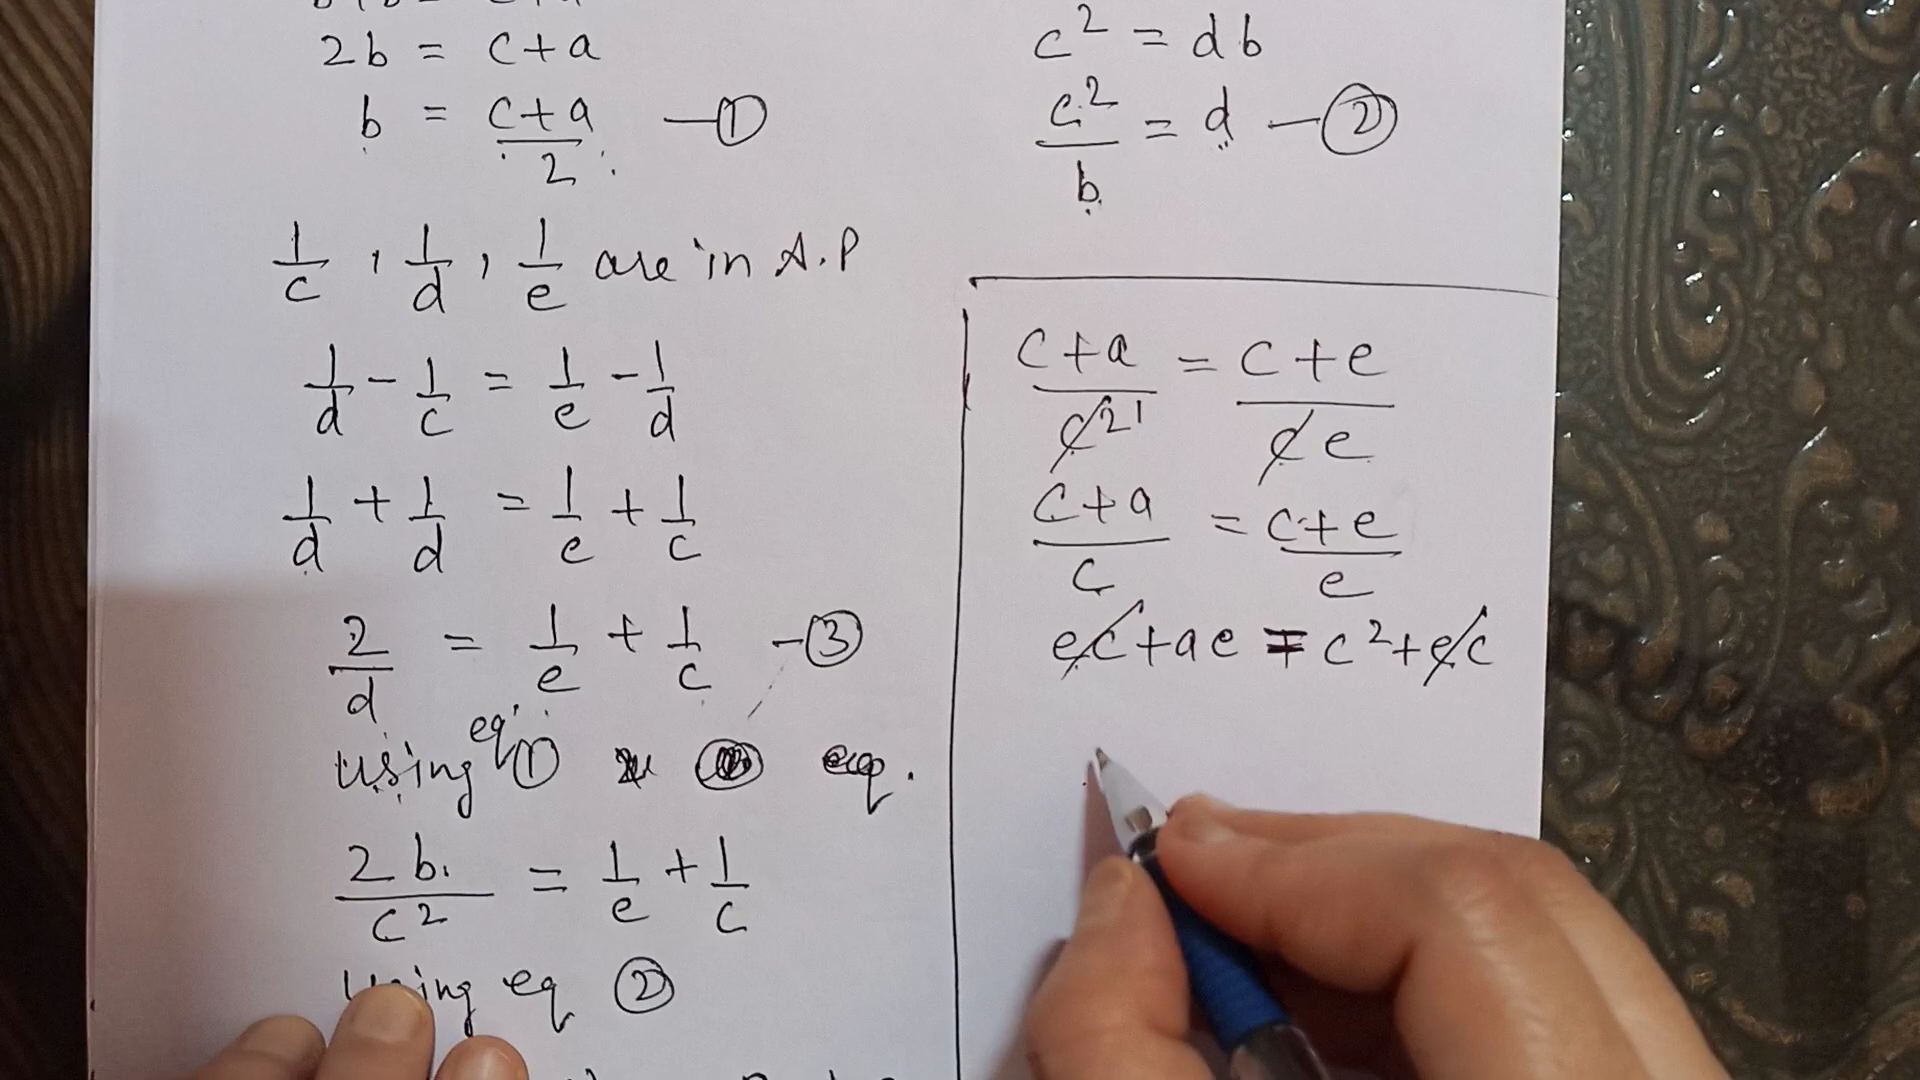 2b = c+a
b = c+a/2 —①
1/c , 1/d , 1/e are in A.P
1/d - 1/c = 1/e - 1/d
1/d + 1/d = 1/e + 1/c
2/d = 1/e + 1/c -③
using eq' ① eq.
2b/c² = 1/e + 1/c
using eq ②
c² = db
c²/b = d —②
c+a/c² 1 = c+e/ce
c+a/c = c+e/e
ec+ae = c²+ec